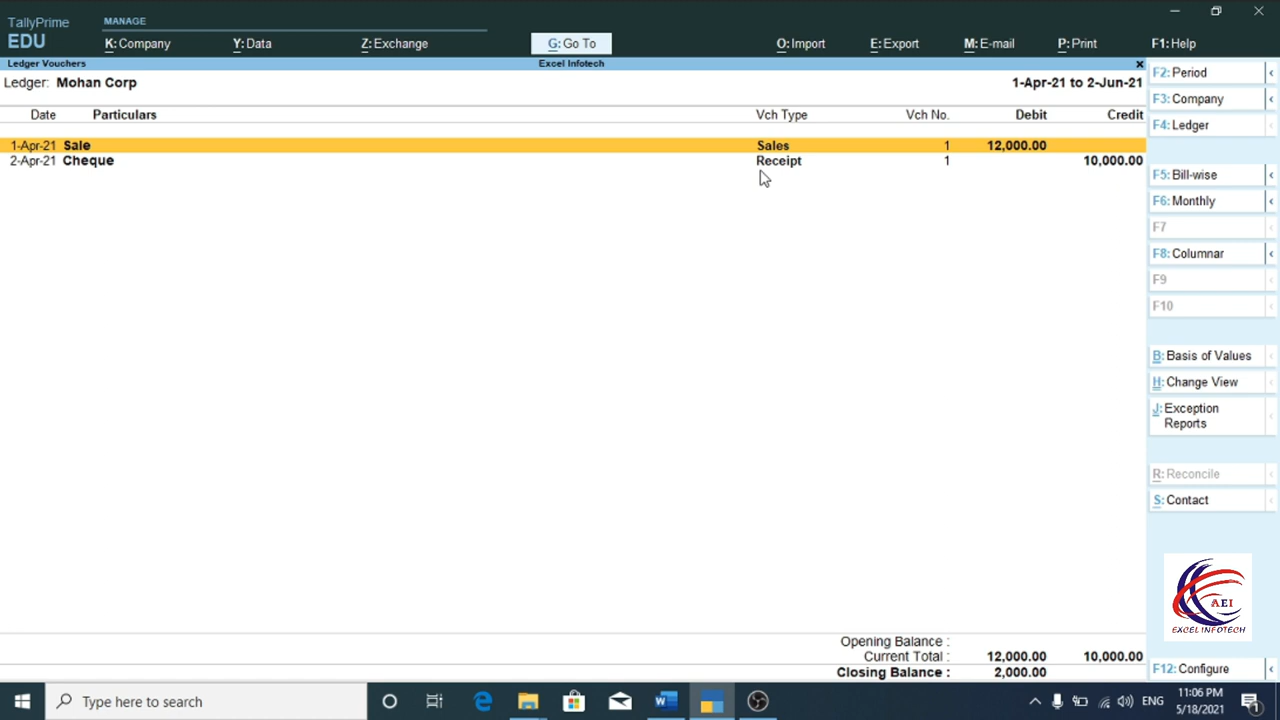 TallyPrime MANAGE
EDU K: Company Y: Data Z: Exchange G: Go To O: Import E: Export M: E-mail P: Print F1: Help
Ledger Vouchers Excel Infotech
Ledger: Mohan Corp 1-Apr-21 to 2-Jun-21
Date Particulars Vch Type Vch No. Debit Credit
1-Apr-21 Sale Sales 1 12,000.00
2-Apr-21 Cheque Receipt 1 10,000.00
Opening Balance :
Current Total : 12,000.00 10,000.00
Closing Balance : 2,000.00
F2: Period
F3: Company
F4: Ledger
F5: Bill-wise
F6: Monthly
F7
F8: Columnar
F9
F10
B: Basis of Values
H: Change View
J: Exception
Reports
R: Reconcile
S: Contact
AEI
EXCEL INFOTECH
F12: Configure
Type here to search
ENG
11:06 PM
5/18/2021
1